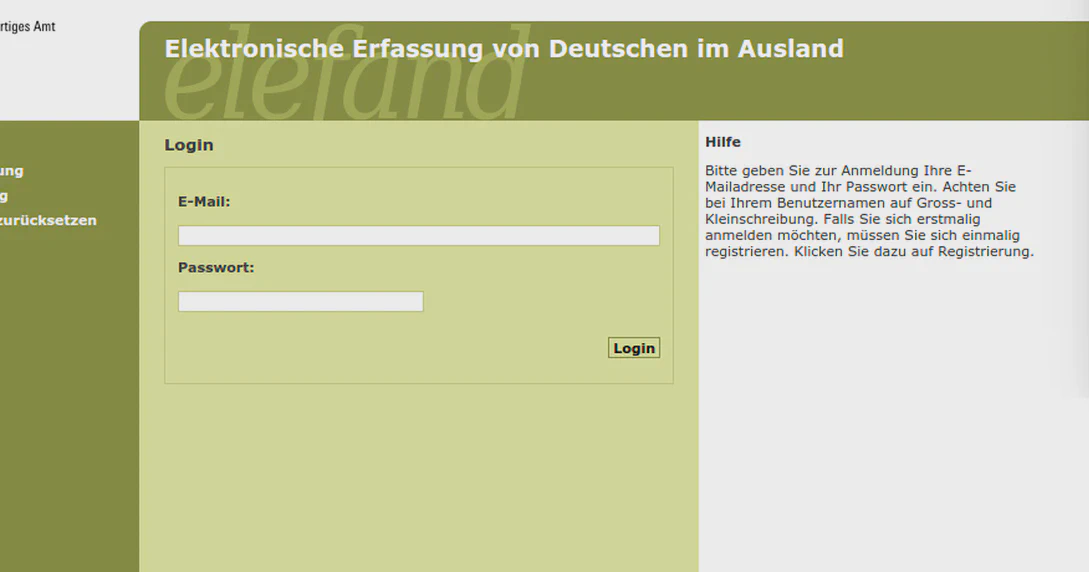 rtiges Amt
Elektronische Erfassung von Deutschen im Ausland
elefand
ung
g
zurücksetzen
Login
E-Mail:
Passwort:
Login
Hilfe
Bitte geben Sie zur Anmeldung Ihre E-
Mailadresse und Ihr Passwort ein. Achten Sie
bei Ihrem Benutzernamen auf Gross- und
Kleinschreibung. Falls Sie sich erstmalig
anmelden möchten, müssen Sie sich einmalig
registrieren. Klicken Sie dazu auf Registrierung.